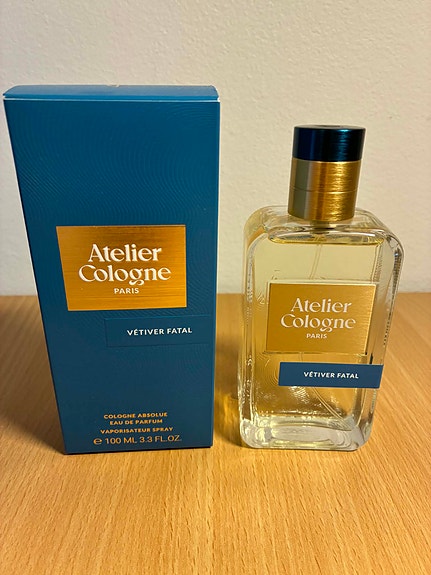 Atelier
Cologne
PARIS
VÉTIVER FATAL
COLOGNE ABSOLUE
EAU DE PARFUM
VAPORISATEUR SPRAY
℮ 100 ML 3.3 FL.OZ.
Atelier
Cologne
PARIS
VÉTIVER FATAL